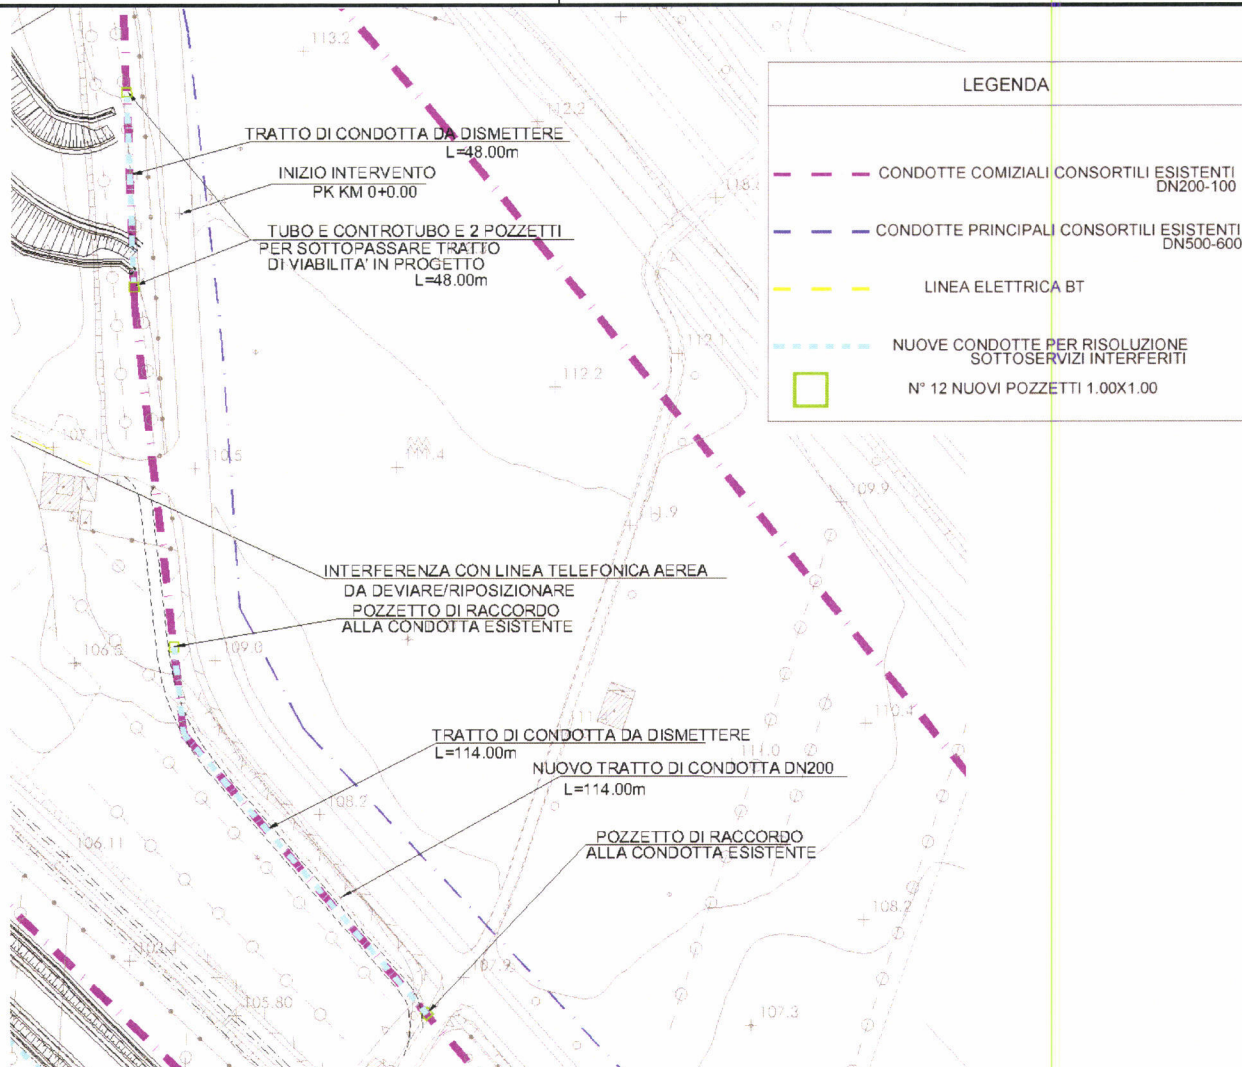 113.2
112.2
TRATTO DI CONDOTTA DA DISMETTERE
L=48.00m
INIZIO INTERVENTO
PK KM 0+0.00
TUBO E CONTROTUBO E 2 POZZETTI
PER SOTTOPASSARE TRATTO
DI VIABILITA' IN PROGETTO
L=48.00m
LEGENDA
CONDOTTE COMIZIALI CONSORTILI ESISTENTI
DN200-100
CONDOTTE PRINCIPALI CONSORTILI ESISTENTI
DN500-600
LINEA ELETTRICA BT
NUOVE CONDOTTE PER RISOLUZIONE
SOTTOSERVIZI INTERFERITI
N° 12 NUOVI POZZETTI 1.00X1.00
112.1
112.2
110.5
109.9
INTERFERENZA CON LINEA TELEFONICA AEREA
DA DEVIARE/RIPOSIZIONARE
POZZETTO DI RACCORDO
ALLA CONDOTTA ESISTENTE
109.0
110.4
TRATTO DI CONDOTTA DA DISMETTERE
L=114.00m
111.0
NUOVO TRATTO DI CONDOTTA DN200
L=114.00m
108.2
106.11
POZZETTO DI RACCORDO
ALLA CONDOTTA ESISTENTE
108.2
107.9
105.80
107.3